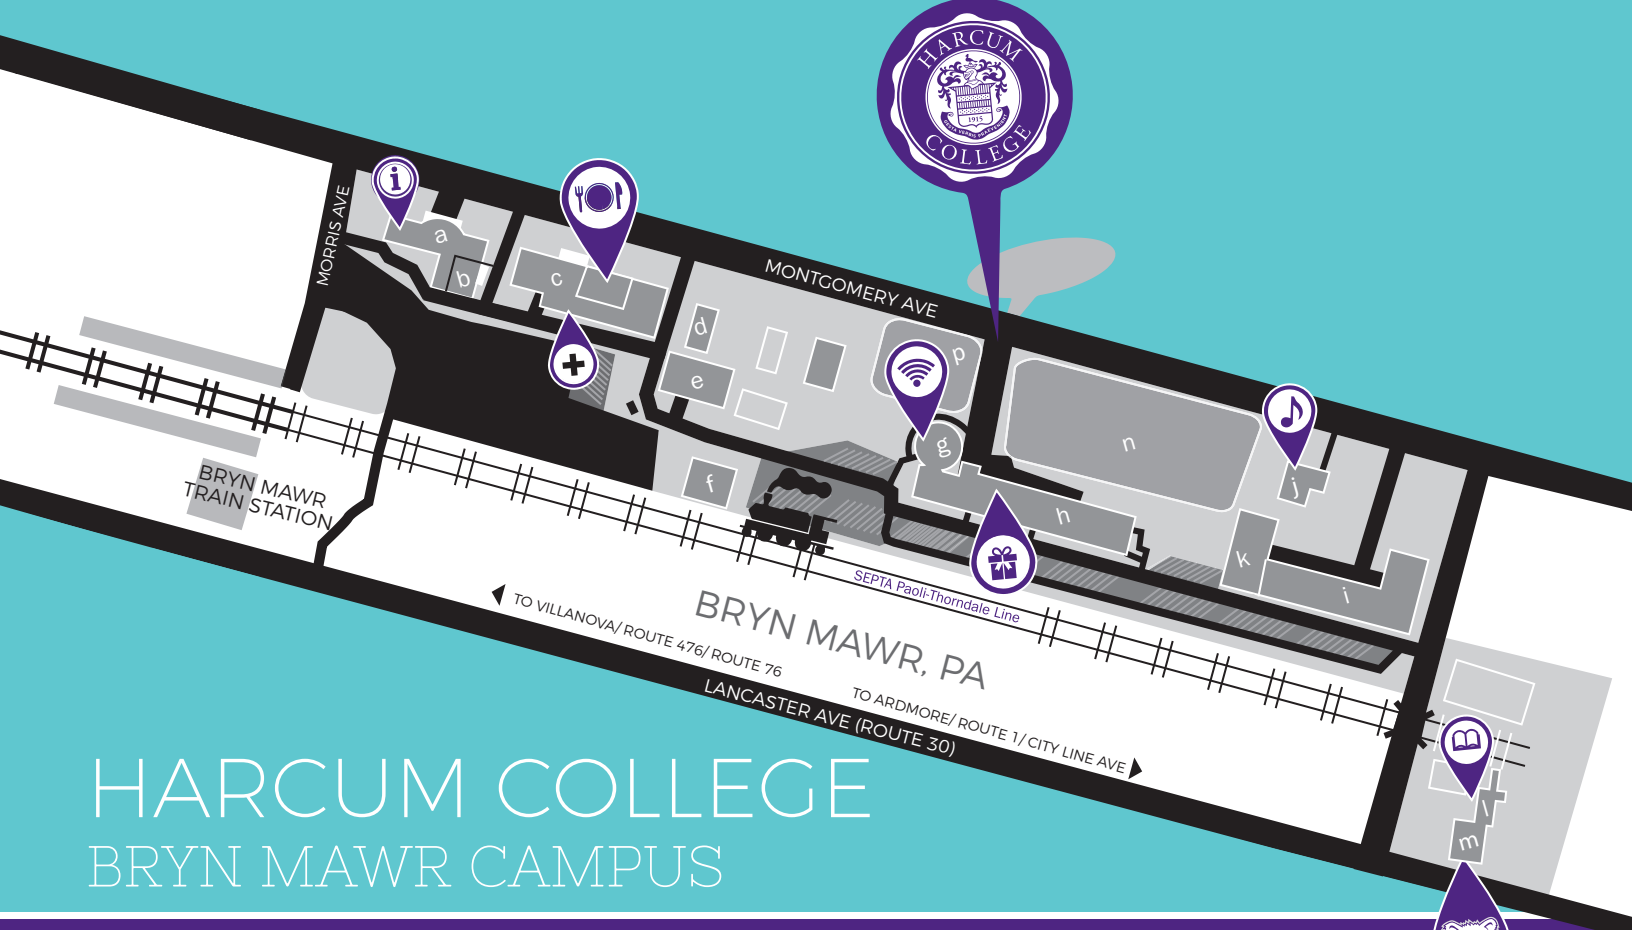 HARCUM
COLLEGE
1915
MORRIS AVE
MONTGOMERY AVE
a
b
c
d
e
f
g
h
p
n
j
k
i
l
m
BRYN MAWR
TRAIN STATION
SEPTA Paoli-Thorndale Line
BRYN MAWR, PA
TO VILLANOVA/ ROUTE 476/ ROUTE 76
TO ARDMORE/ ROUTE 1/ CITY LINE AVE
LANCASTER AVE (ROUTE 30)
HARCUM COLLEGE
BRYN MAWR CAMPUS